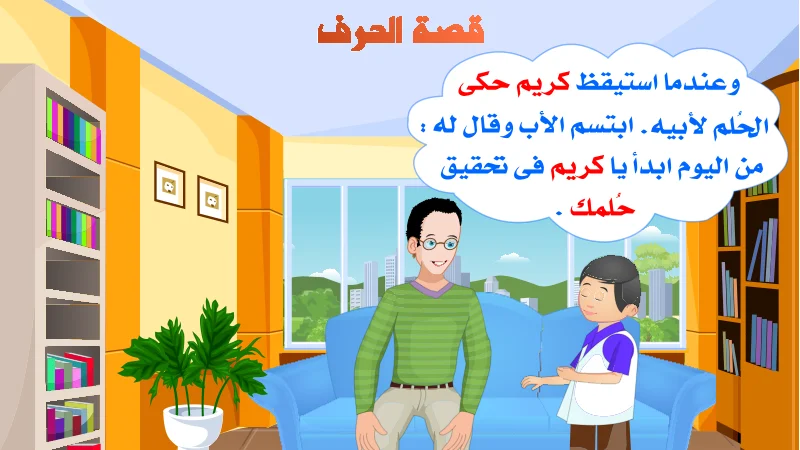 قصة الحرف
وعندما استيقظ كريم حكى
الحُلم لأبيه. ابتسم الأب وقال له :
من اليوم ابدأ يا كريم فى تحقيق
حُلمك .